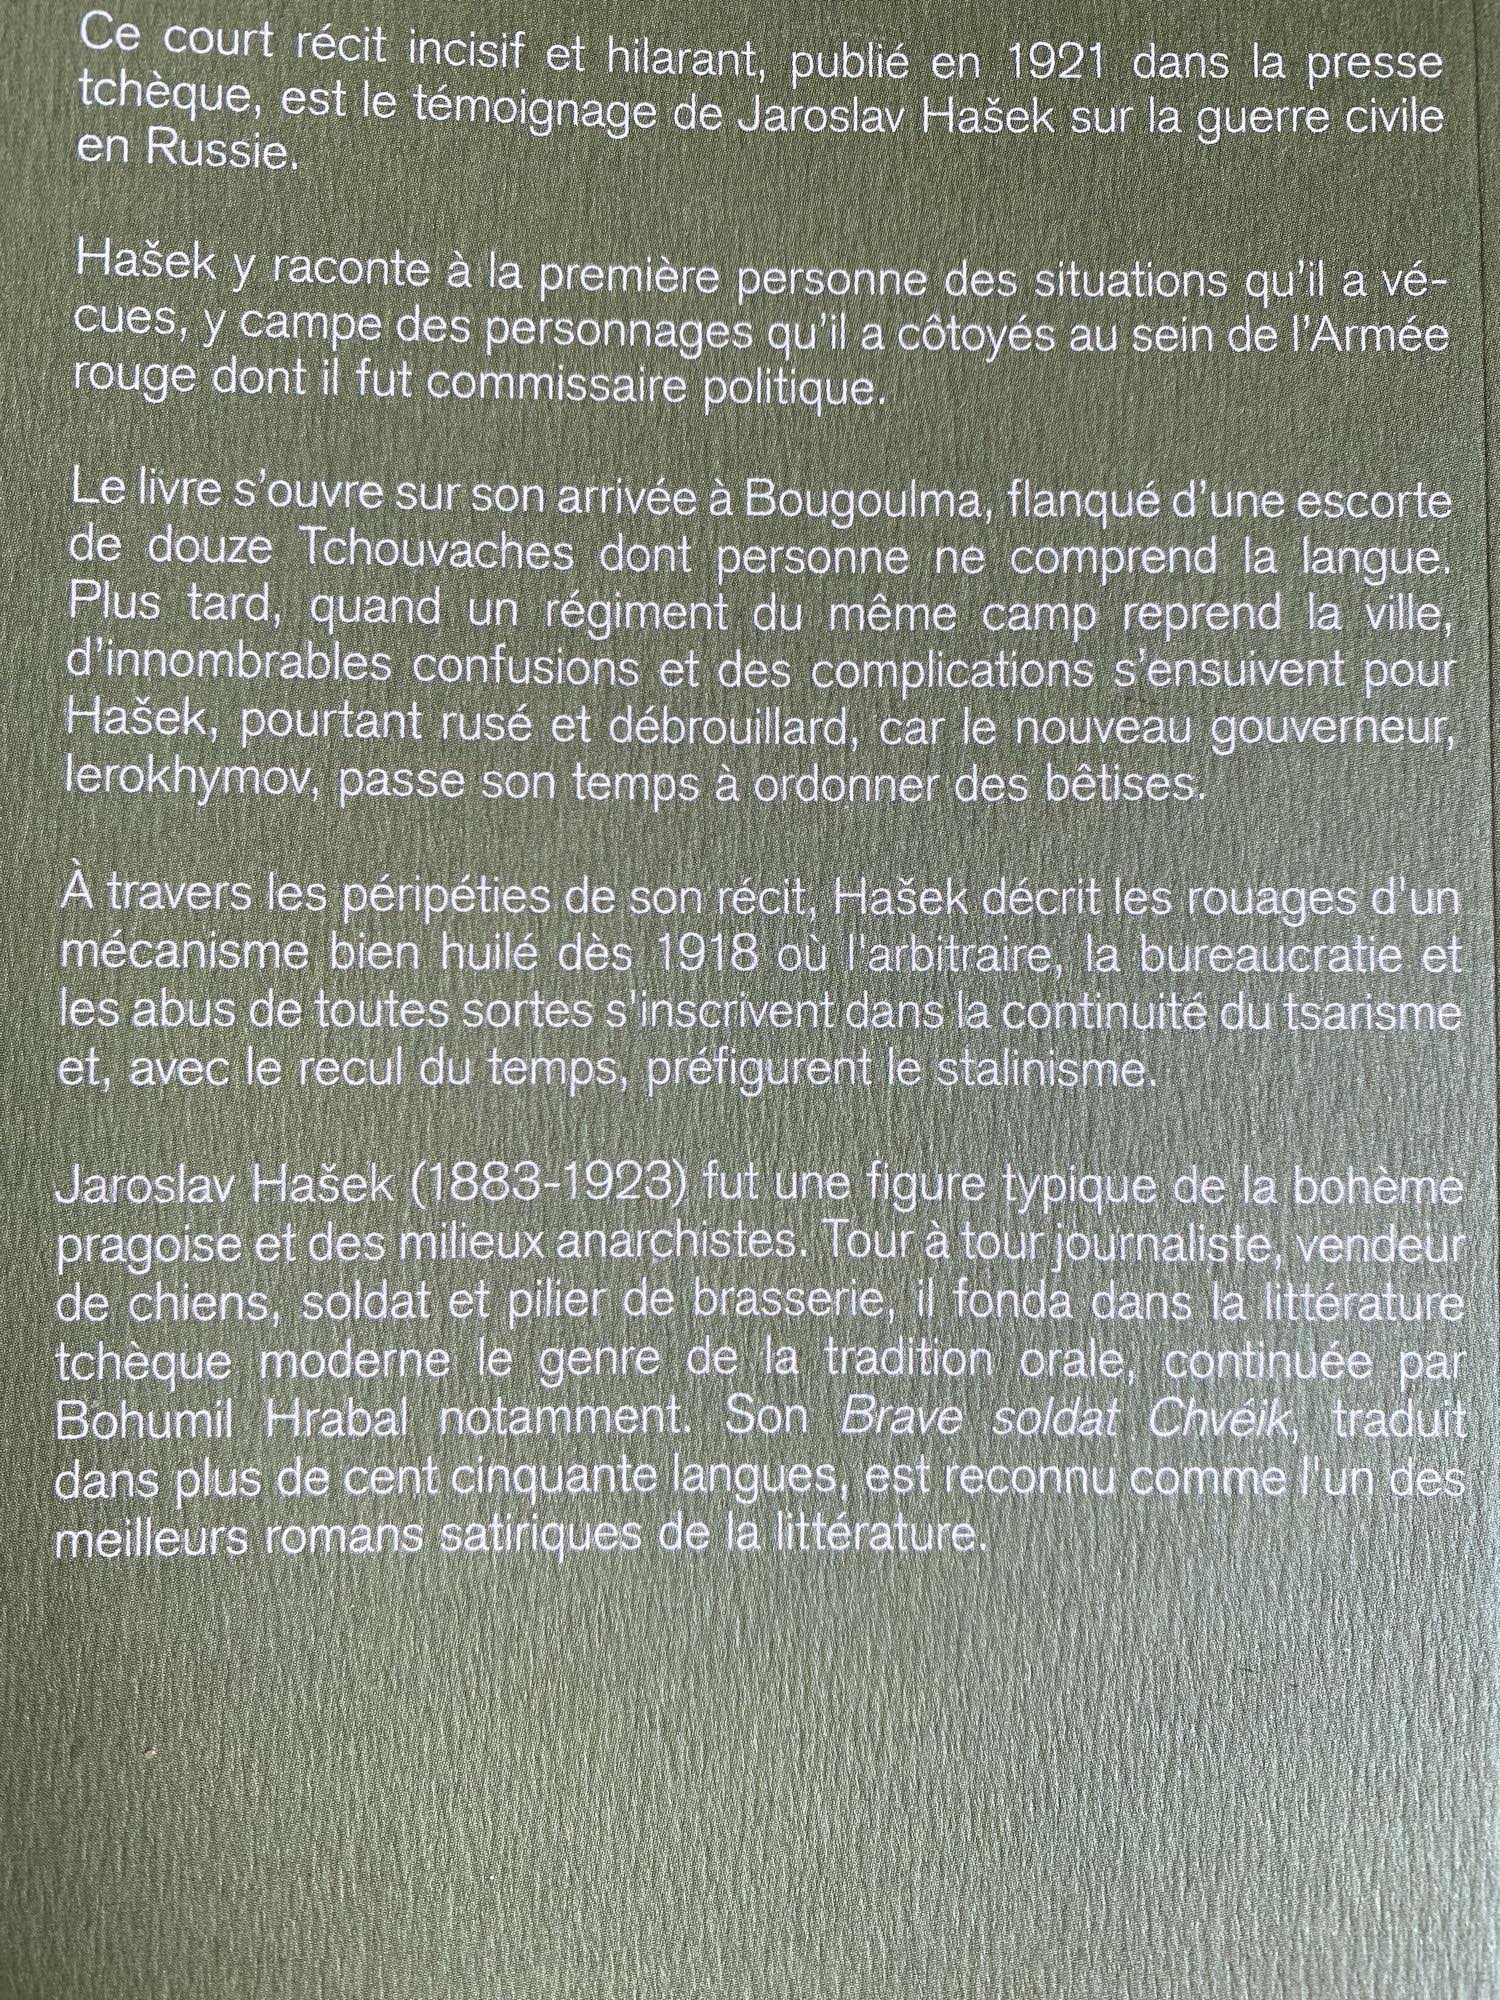 Ce court récit incisif et hilarant, publié en 1921 dans la presse
tchèque, est le témoignage de Jaroslav Hašek sur la guerre civile
en Russie.
Hašek y raconte à la première personne des situations qu'il a vé-
cues, y campe des personnages qu'il a côtoyés au sein de l'Armée
rouge dont il fut commissaire politique.
Le livre s'ouvre sur son arrivée à Bougoulma, flanqué d'une escorte
de douze Tchouvaches dont personne ne comprend la langue.
Plus tard, quand un régiment du même camp reprend la ville,
d'innombrables confusions et des complications s'ensuivent pour
Hašek, pourtant rusé et débrouillard, car le nouveau gouverneur,
Ierokhymov, passe son temps à ordonner des bêtises.
À travers les péripéties de son récit, Hašek décrit les rouages d'un
mécanisme bien huilé dès 1918 où l'arbitraire, la bureaucratie et
les abus de toutes sortes s'inscrivent dans la continuité du tsarisme
et, avec le recul du temps, préfigurent le stalinisme.
Jaroslav Hašek (1883-1923) fut une figure typique de la bohème
pragoise et des milieux anarchistes. Tour à tour journaliste, vendeur
de chiens, soldat et pilier de brasserie, il fonda dans la littérature
tchèque moderne le genre de la tradition orale, continuée par
Bohumil Hrabal notamment. Son Brave soldat Chvéïk, traduit
dans plus de cent cinquante langues, est reconnu comme l'un des
meilleurs romans satiriques de la littérature.